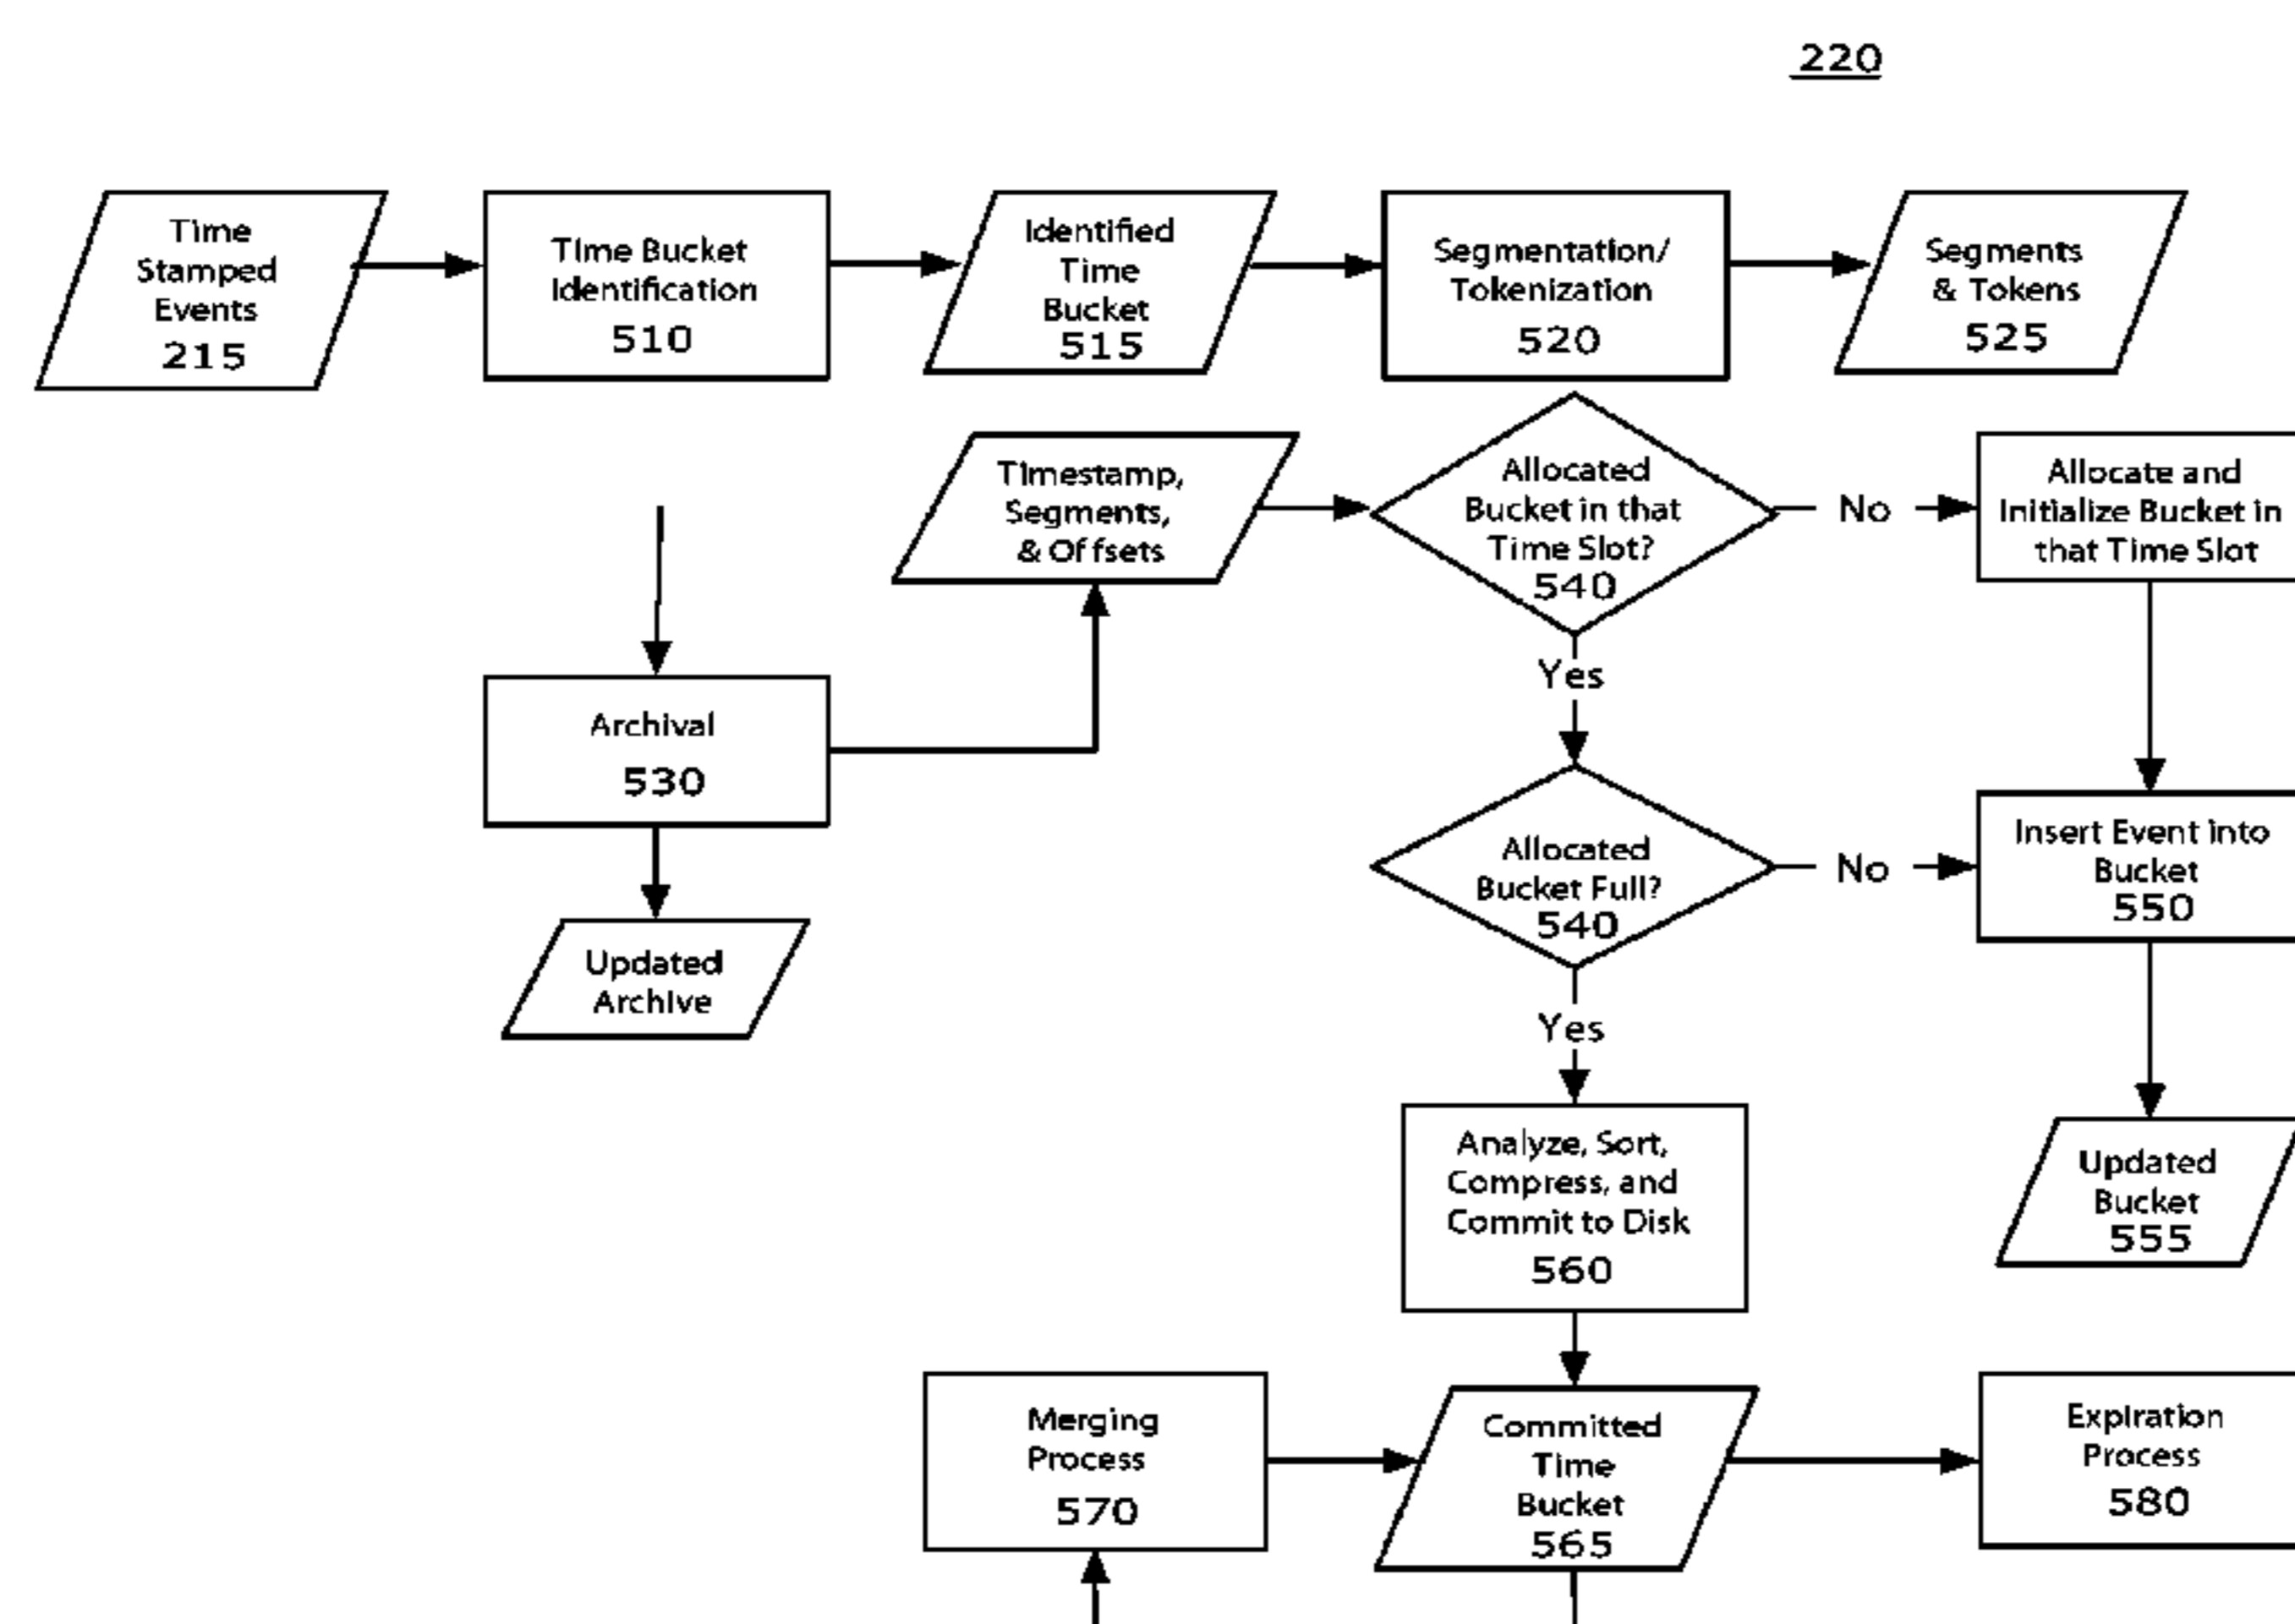 220
Time
Stamped
Events
215
Time Bucket
Identification
510
Identified
Time
Bucket
515
Segmentation/
Tokenization
520
Segments
& Tokens
525
Timestamp,
Segments,
& Offsets
Allocated
Bucket in that
Time Slot?
540
No
Allocate and
Initialize Bucket in
that Time Slot
Yes
Archival
530
Allocated
Bucket Full?
540
No
Insert Event into
Bucket
550
Updated
Archive
Yes
Analyze, Sort,
Compress, and
Commit to Disk
560
Updated
Bucket
555
Merging
Process
570
Committed
Time
Bucket
565
Expiration
Process
580